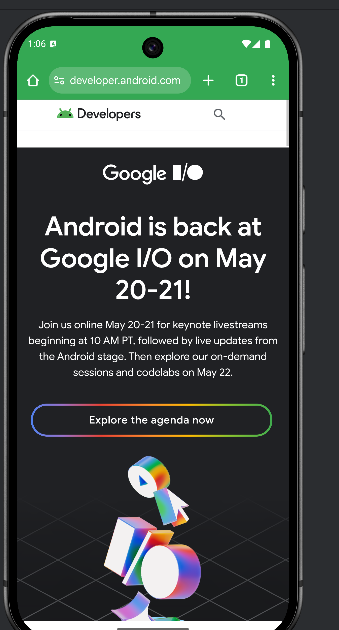 1:06
developer.android.com
1
Developers
Google I/O
Android is back at
Google I/O on May
20-21!
Join us online May 20-21 for keynote livestreams
beginning at 10 AM PT, followed by live updates from
the Android stage. Then explore our on-demand
sessions and codelabs on May 22.
Explore the agenda now